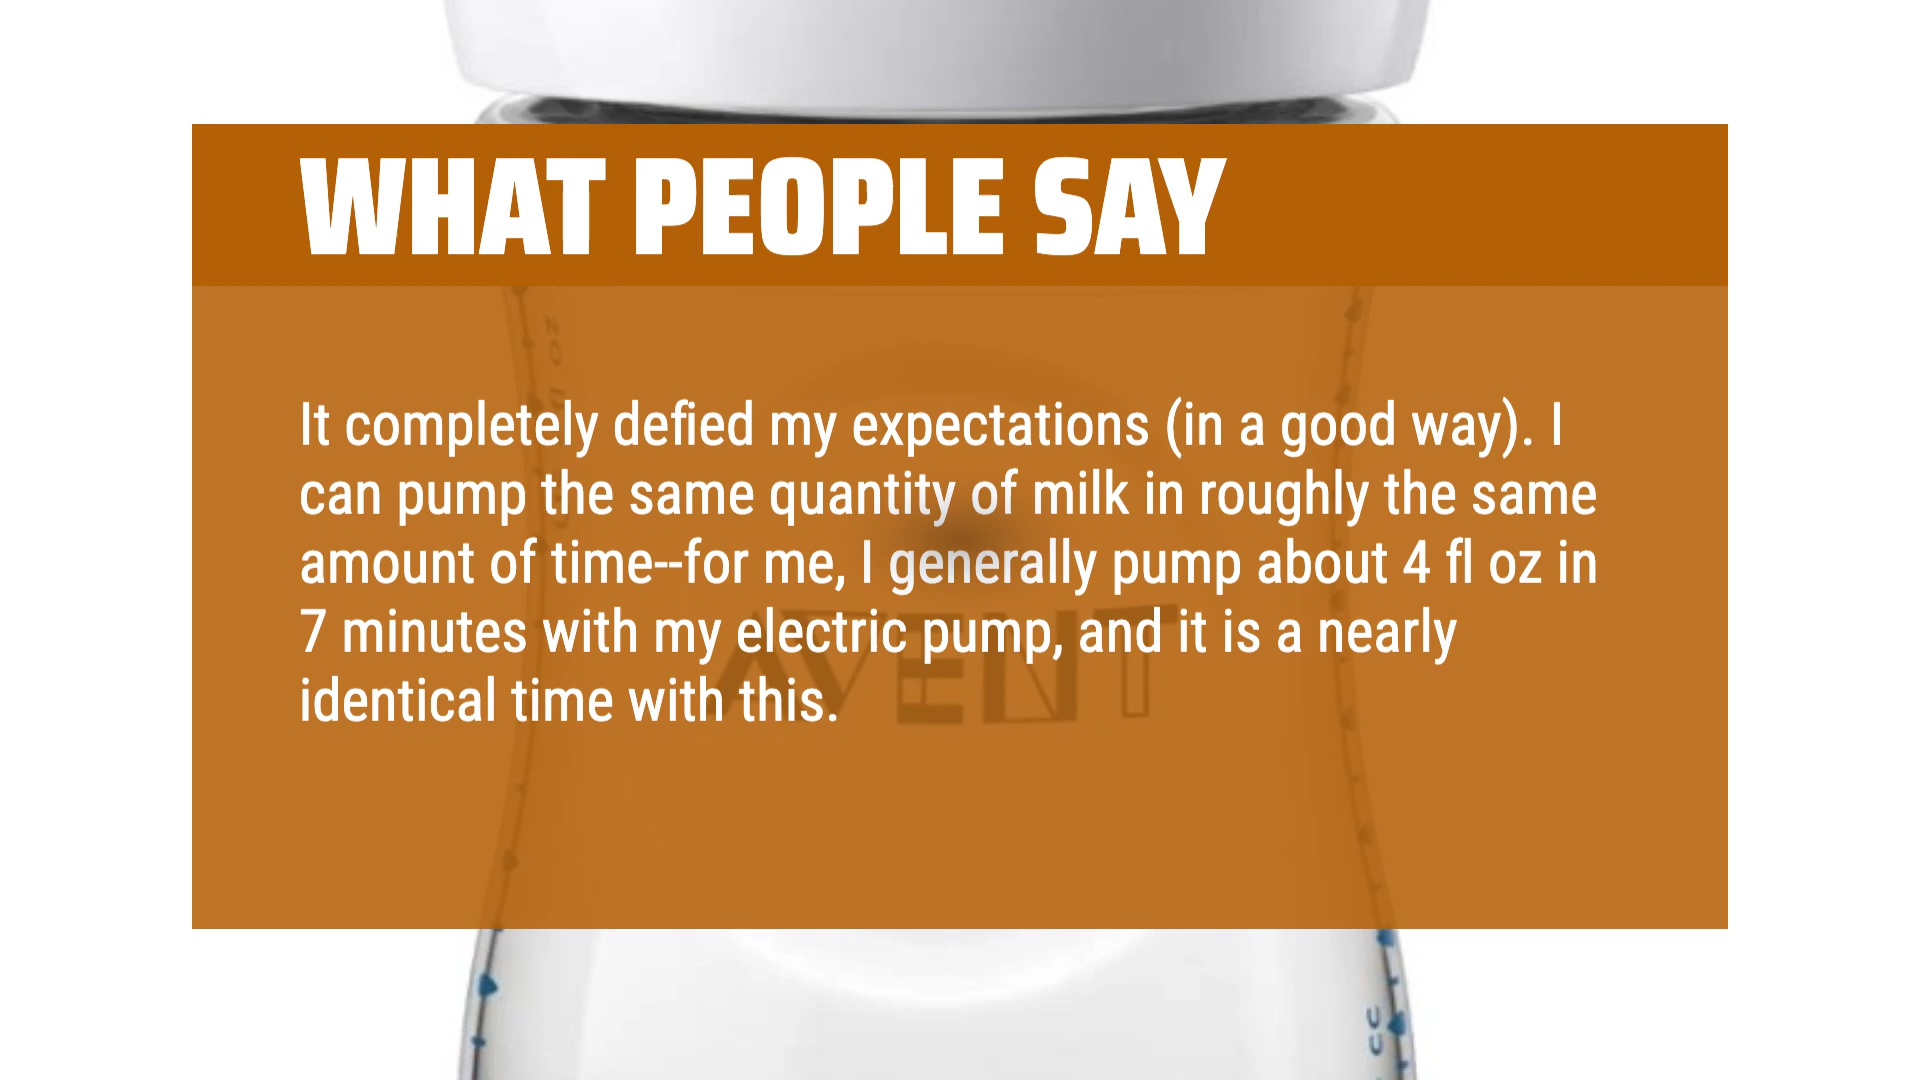 WHAT PEOPLE SAY
It completely defied my expectations (in a good way). I
can pump the same quantity of milk in roughly the same
amount of time--for me, I generally pump about 4 fl oz in
7 minutes with my electric pump, and it is a nearly
identical time with this.
AVENT
cc